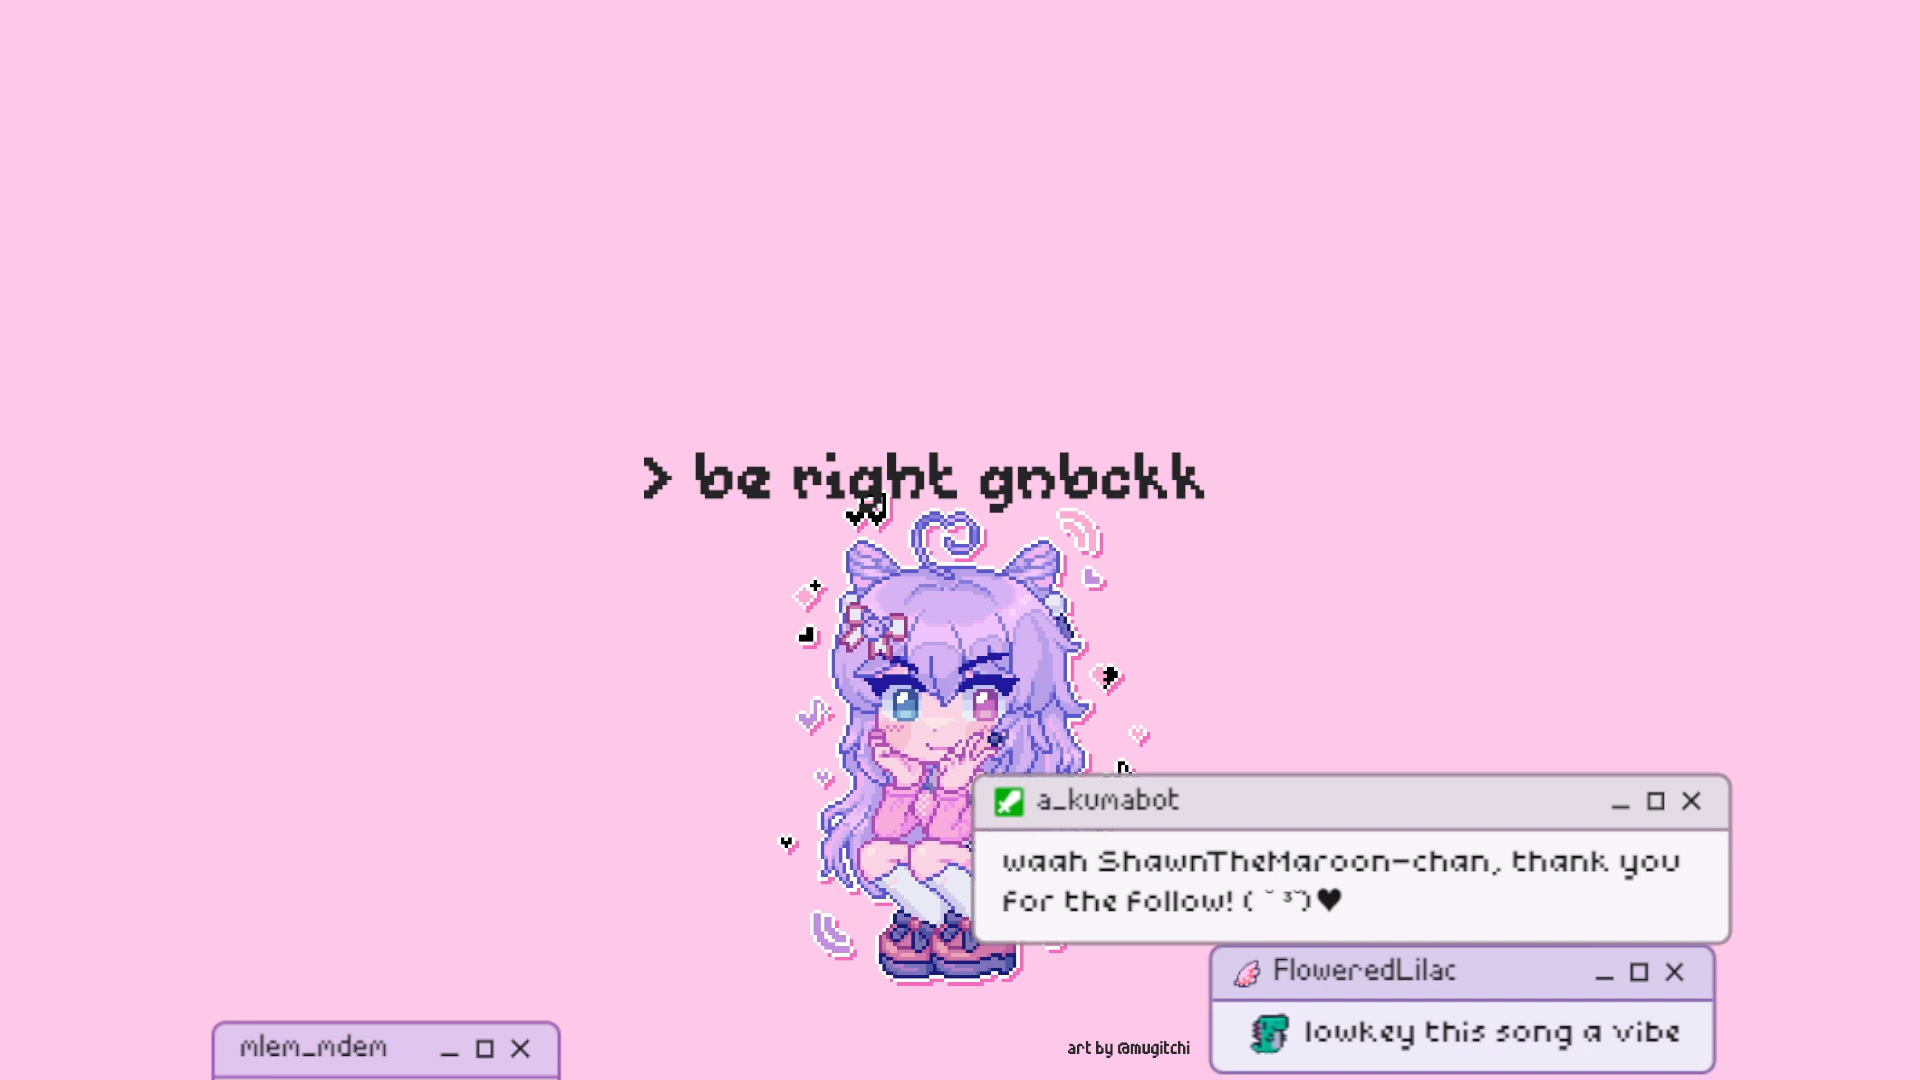 > be right gnbckk
a_kumabot
waah ShawnTheMaroon-chan, thank you
for the follow! ( ˘ ³˘)♥
FloweredLilac
lowkey this song a vibe
mlem_mdem
art by @mugitchi